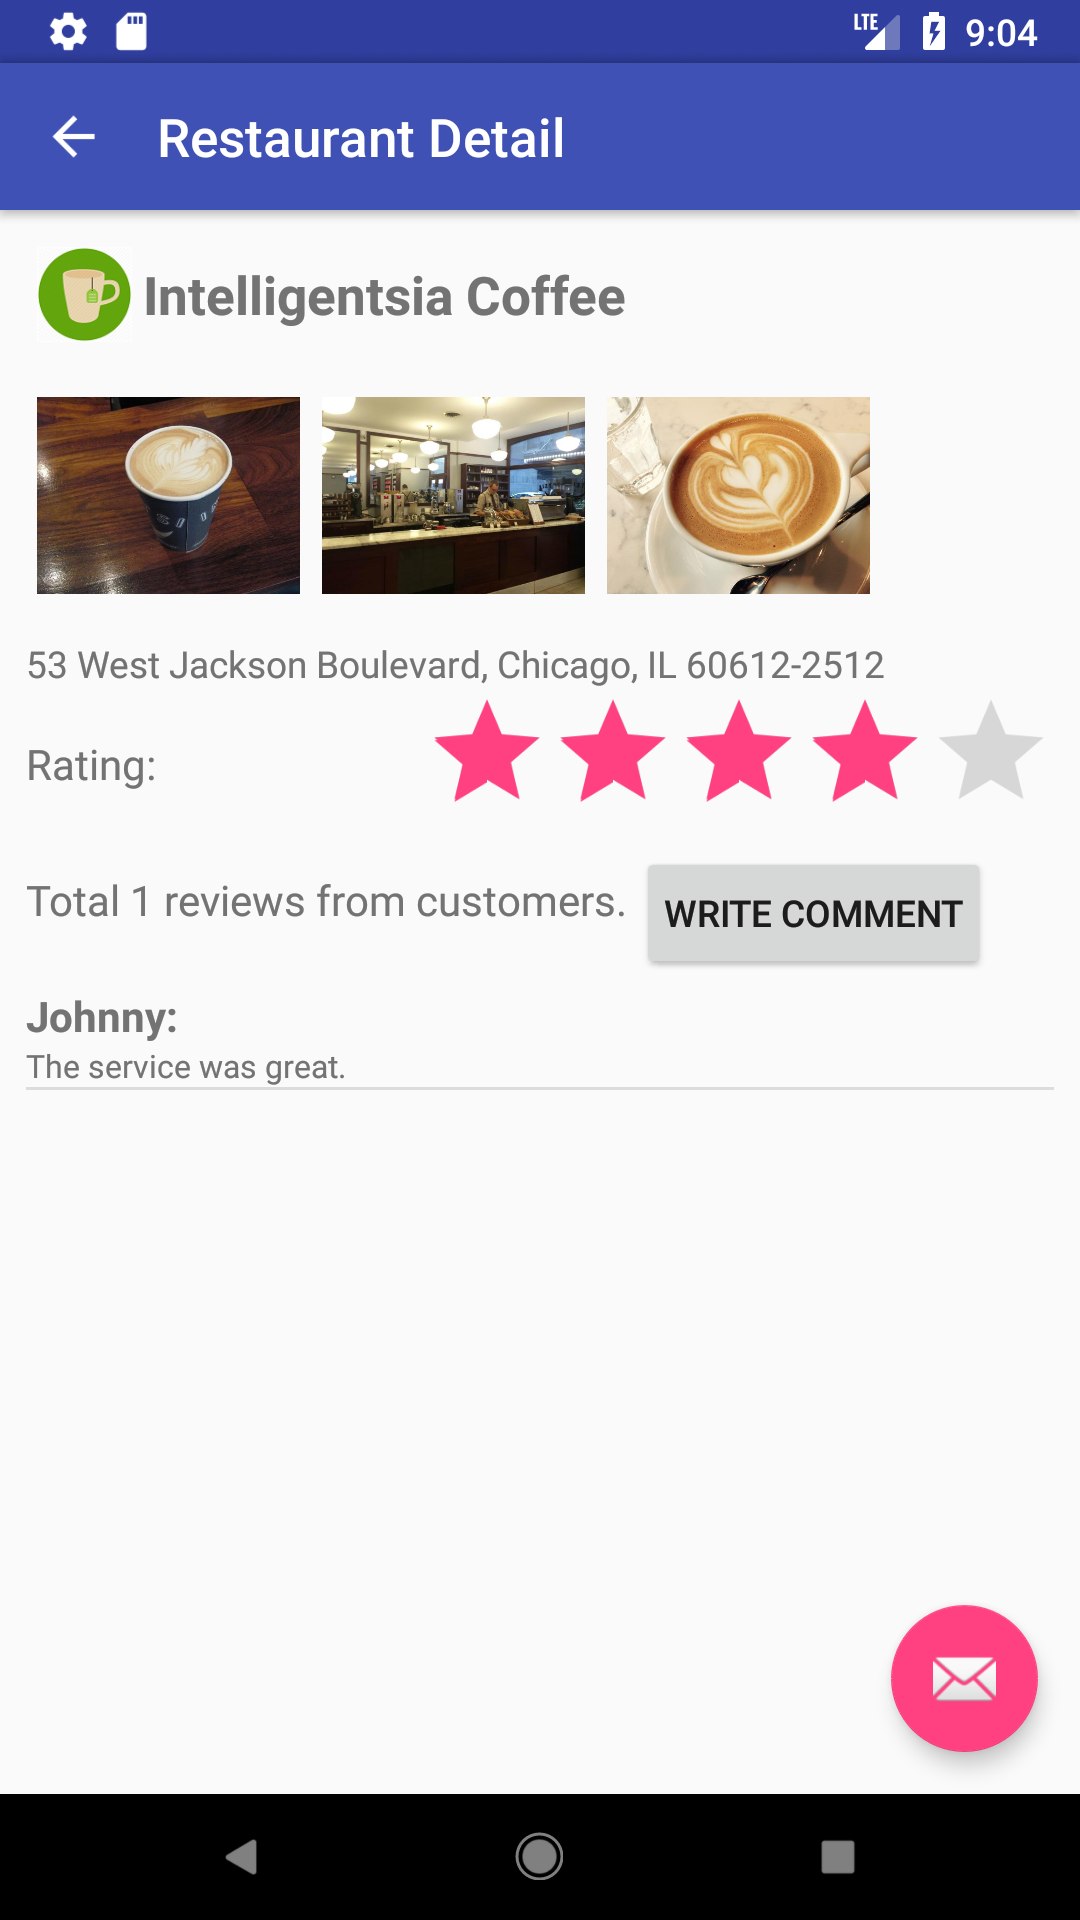 LTE 9:04
Restaurant Detail
Intelligentsia Coffee
53 West Jackson Boulevard, Chicago, IL 60612-2512
Rating:
Total 1 reviews from customers. WRITE COMMENT
Johnny:
The service was great.